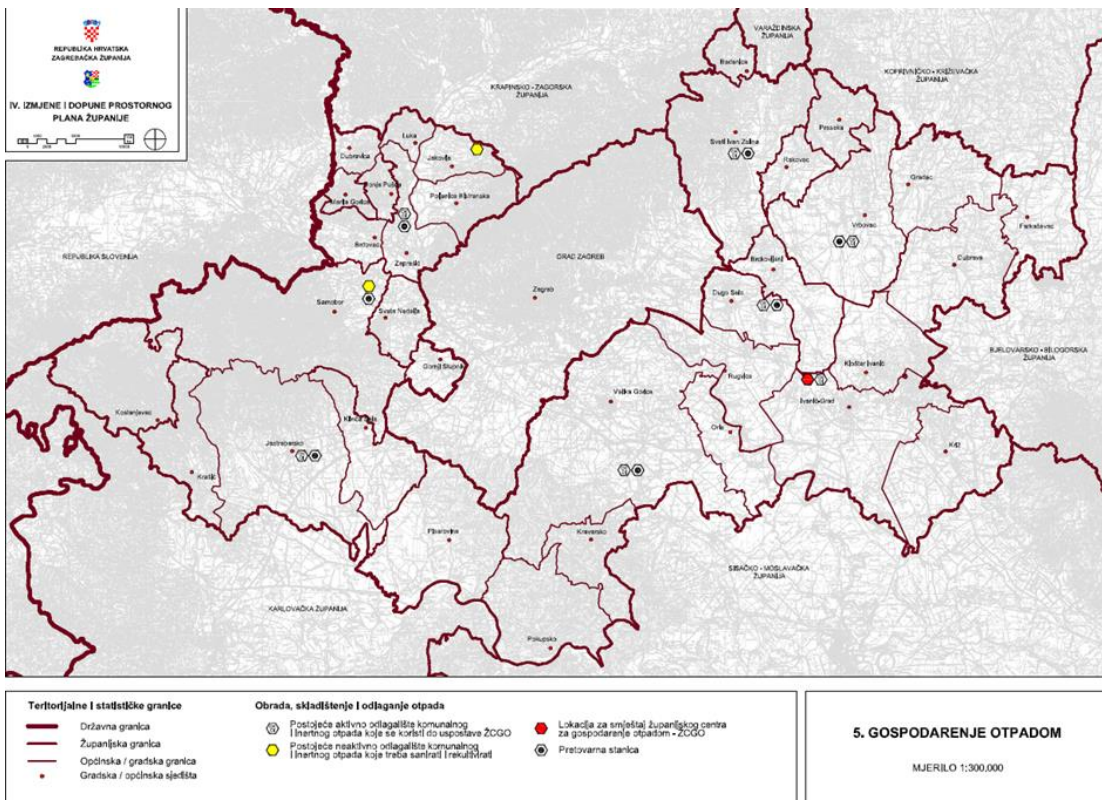 REPUBLIKA HRVATSKA
ZAGREBAČKA ŽUPANIJA
IV. IZMJENE I DOPUNE PROSTORNOG
PLANA ŽUPANIJE
VARAŽDINSKA
ŽUPANIJA
KOPRIVNIČKO - KRIŽEVAČKA
ŽUPANIJA
KRAPINSKO - ZAGORSKA
ŽUPANIJA
Bedenica
Preseka
Luka
Sveti Ivan Zelina
Dubravica
Jakovlje
Rakovec
Gradec
Marija Gorica
Pušća
Vrbovec
Farkaševac
Brdovec
Zaprešić
REPUBLIKA SLOVENIJA
GRAD ZAGREB
Brckovljani
Dubrava
Zagreb
Dugo Selo
Samobor
Sveta Nedelja
BJELOVARSKO - BILOGORSKA
ŽUPANIJA
Gornji Stupnik
Kloštar Ivanić
Rugvica
Velika Gorica
Ivanić-Grad
Krašić
Jastrebarsko
Klinča Sela
Orle
Križ
Pisarovina
Kravarsko
SISAČKO - MOSLAVAČKA
ŽUPANIJA
KARLOVAČKA ŽUPANIJA
Pokupsko
Teritorijalne i statističke granice
Državna granica
Županijska granica
Općinska / gradska granica
Gradska / općinska sjedišta
Obrada, skladištenje i odlaganje otpada
Postojeće aktivno odlagalište komunalnog
i inertnog otpada koje se koristi do uspostave ŽCGO
Postojeće neaktivno odlagalište komunalnog
i inertnog otpada koje treba sanirati i rekultivirati
Lokacija za smještaj županijskog centra
za gospodarenje otpadom - ŽCGO
Pretovarna stanica
5. GOSPODARENJE OTPADOM
MJERILO 1:300.000